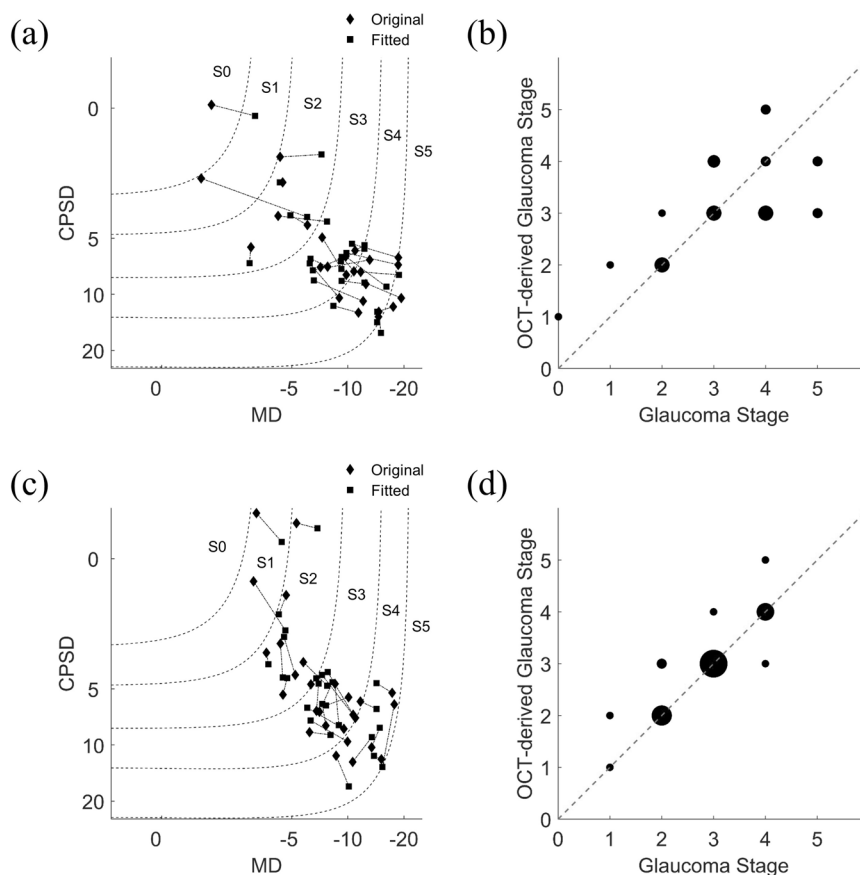 (a)
Original
Fitted
S0
S1
S2
S3
S4
S5
0
5
10
20
CPSD
0
-5
-10
-20
MD
(b)
5
4
3
2
1
0
OCT-derived Glaucoma Stage
0
1
2
3
4
5
Glaucoma Stage
(c)
Original
Fitted
S0
S1
S2
S3
S4
S5
0
5
10
20
CPSD
0
-5
-10
-20
MD
(d)
5
4
3
2
1
0
OCT-derived Glaucoma Stage
0
1
2
3
4
5
Glaucoma Stage